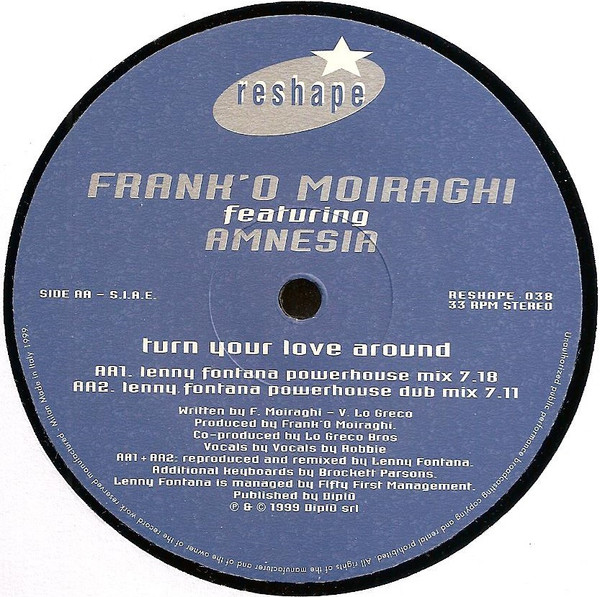 reshape
FRANK'O MOIRAGHI
featuring
AMNESIA
SIDE AA - S.I.A.E.
RESHAPE - 038
33 RPM STEREO
turn your love around
AA1. lenny fontana powerhouse mix 7.18
AA2. lenny fontana powerhouse dub mix 7.11
Written by F. Moiraghi - V. Lo Greco
Produced by Frank'O Moiraghi.
Co-produced by Lo Greco Bros
Vocals by Vocals by Robbie
AA1 + AA2: reproduced and remixed by Lenny Fontana.
Additional Keyboards by Brockett Parsons.
Lenny Fontana is managed by Fifty First Management.
Published by DipiÙ
℗ & © 1999 DipiÙ srl
Unauthorized public performance broadcasting copying and rental prohibited. All rights of the manufacturer and of the owner of the record work reserved manufactured. Milan Made in Italy 1999